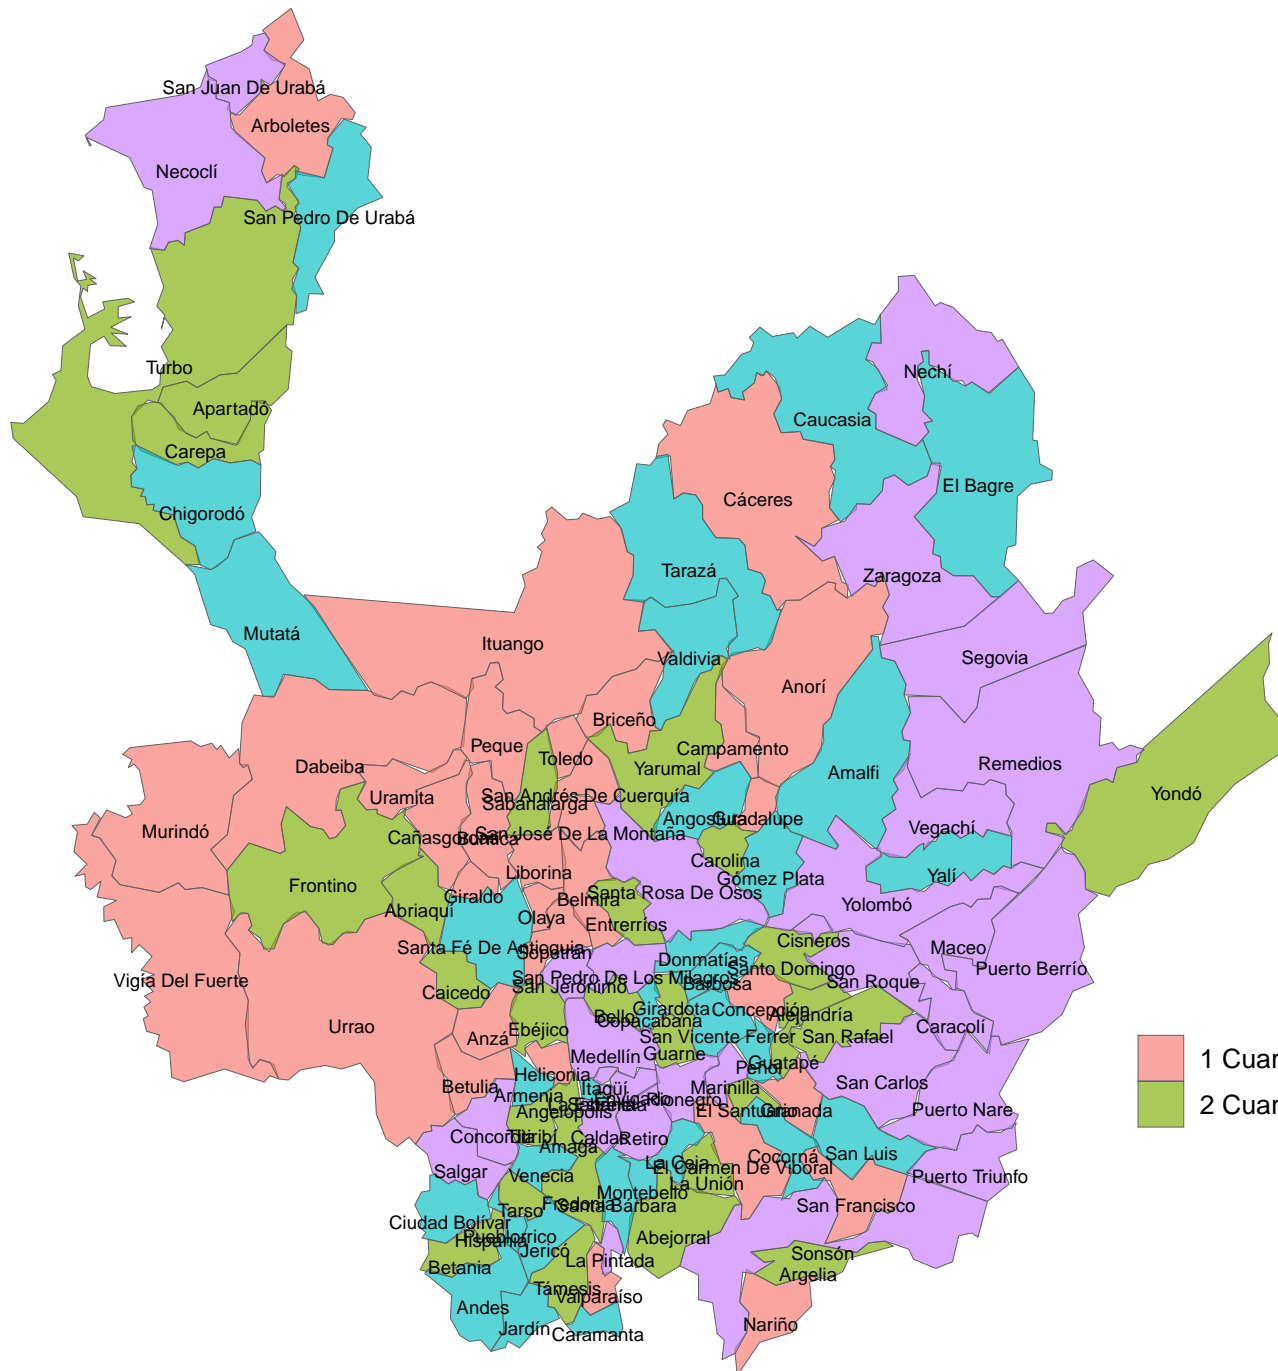 San Juan De Urabá
Arboletes
Necoclí
San Pedro De Urabá
Turbo
Apartadó
Carepa
Chigorodó
Mutatá
Nechí
Caucasia
El Bagre
Cáceres
Tarazá
Zaragoza
Ituango
Valdivia
Segovia
Anorí
Briceño
Peque
Toledo
Campamento
Dabeiba
Yarumal
Amalfi
Remedios
Yondó
Uramita
San Andrés De Cuerquía
Sabanalarga
Angostura
Guadalupe
Murindó
Cañasgordas
Buriticá
San José De La Montaña
Vegachí
Carolina
Liborina
Gómez Plata
Yalí
Frontino
Giraldo
Santa Rosa De Osos
Belmira
Abriaquí
Olaya
Entrerríos
Yolombó
Cisneros
Santa Fé De Antioquia
Sopetrán
Maceo
Donmatías
Santo Domingo
Puerto Berrío
Vigía Del Fuerte
San Pedro De Los Milagros
San Jerónimo
Barbosa
San Roque
Caicedo
Girardota
Concepción
Alejandría
Bello
Copacabana
Urrao
Ebéjico
Anzá
San Vicente Ferrer
San Rafael
Caracolí
Medellín
Guarne
Guatapé
Peñol
1 Cuar
Heliconia
Betulia
Armenia
Itagüí
Marinilla
San Carlos
Envigado
Rionegro
La Estrella
Sabaneta
Angelópolis
El Santuario
Granada
Puerto Nare
2 Cuar
Concordia
Titiribí
Amagá
Caldas
Retiro
Salgar
Venecia
La Ceja
El Carmen De Viboral
Cocorná
San Luis
Puerto Triunfo
Montebello
La Unión
Fredonia
Santa Bárbara
San Francisco
Tarso
Ciudad Bolívar
Pueblorrico
Hispania
Abejorral
Jericó
La Pintada
Sonsón
Betania
Argelia
Támesis
Valparaíso
Andes
Jardín
Caramanta
Nariño